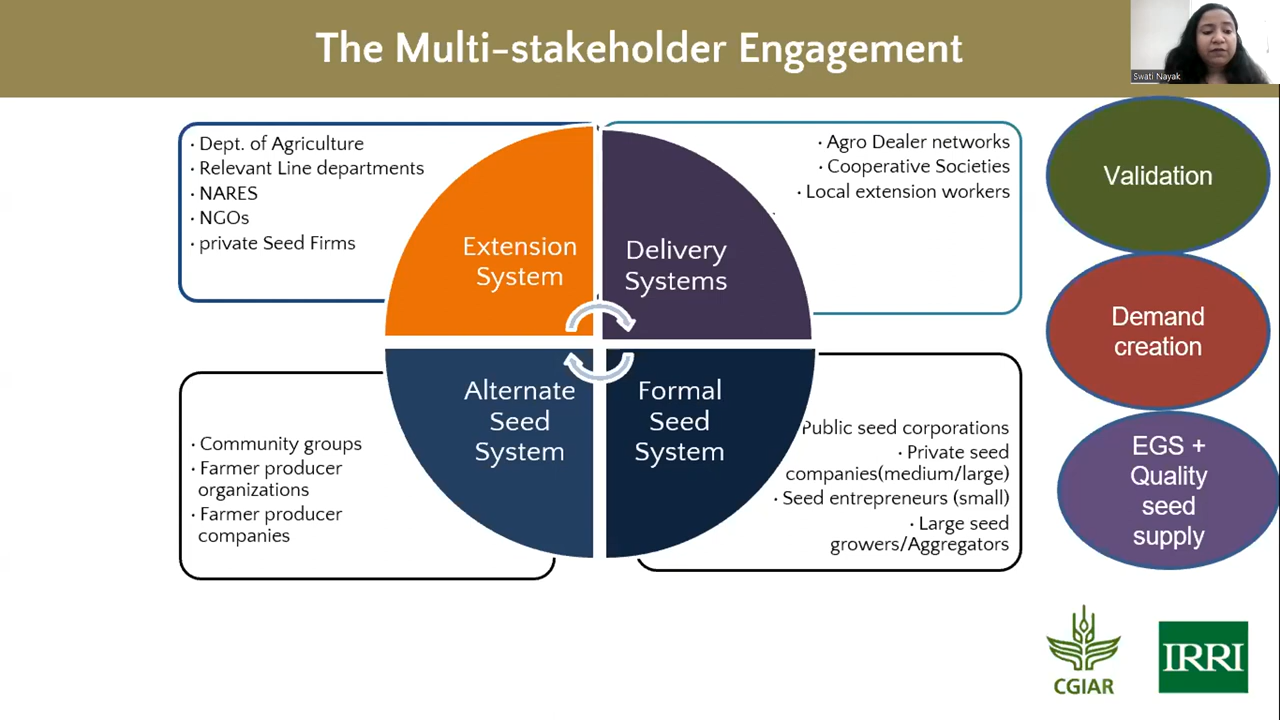 The Multi-stakeholder Engagement
Swati Nayak
· Dept. of Agriculture
· Relevant Line departments
· NARES
· NGOs
· private Seed Firms
Extension
System
Delivery
Systems
· Agro Dealer networks
· Cooperative Societies
· Local extension workers
·
Alternate
Seed
System
Formal
Seed
System
· Community groups
· Farmer producer
organizations
· Farmer producer
companies
Public seed corporations
· Private seed
companies(medium/large)
· Seed entrepreneurs (small)
· Large seed
growers/Aggregators
Validation
Demand
creation
EGS +
Quality
seed
supply
CGIAR
IRRI